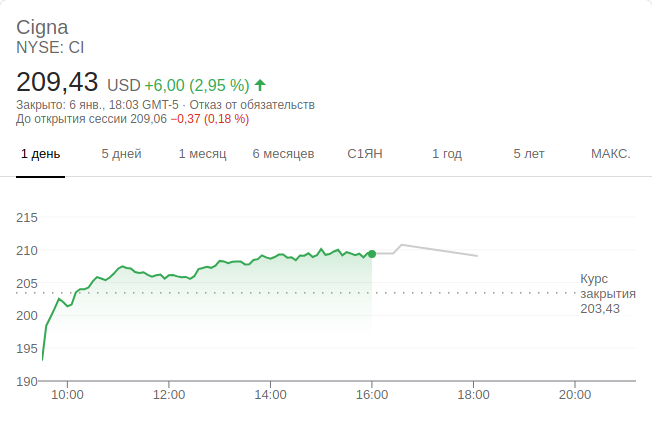 Cigna
NYSE: CI
209,43 USD +6,00 (2,95 %)
Закрыто: 6 янв., 18:03 GMT-5 · Отказ от обязательств
До открытия сессии 209,06 −0,37 (0,18 %)
1 день 5 дней 1 месяц 6 месяцев С1ЯН 1 год 5 лет МАКС.
215
210
205
200
195
190
Курс
закрытия
203,43
10:00 12:00 14:00 16:00 18:00 20:00